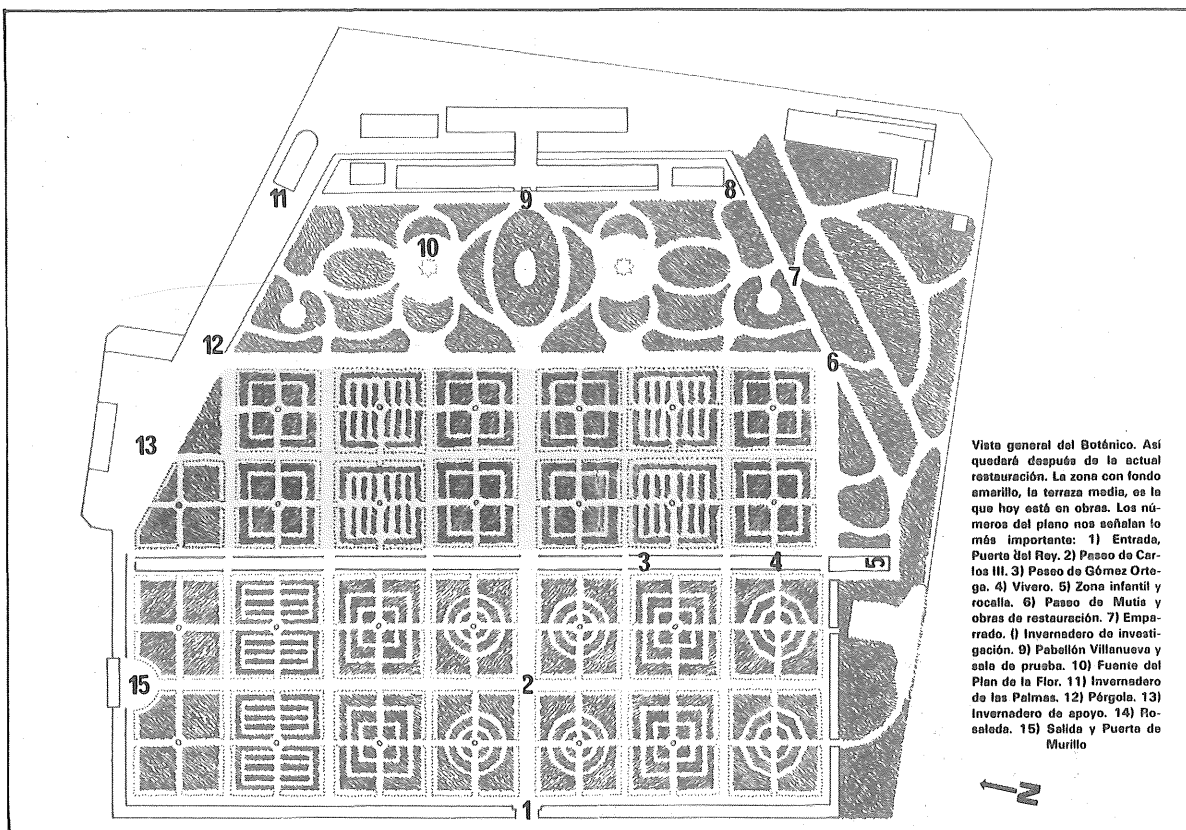 11
9
8
10
7
12
6
13
3
4
5
15
2
1
Vista general del Botánico. Así
quedará después de la actual
restauración. La zona con fondo
amarillo, la terraza media, es la
que hoy está en obras. Los nú-
meros del plano nos señalan lo
más importante: 1) Entrada,
Puerta del Rey. 2) Paseo de Car-
los III. 3) Paseo de Gómez Orte-
ga. 4) Vivero. 5) Zona infantil y
rocalla. 6) Paseo de Mutis y
obras de restauración. 7) Empa-
rrado. () Invernadero de investi-
gación. 9) Pabellón Villanueva y
sala de prueba. 10) Fuente del
Plan de la Flor. 11) Invernadero
de las Palmas. 12) Pérgola. 13)
Invernadero de apoyo. 14) Ro-
saleda. 15) Salida y Puerta de
Murillo
N